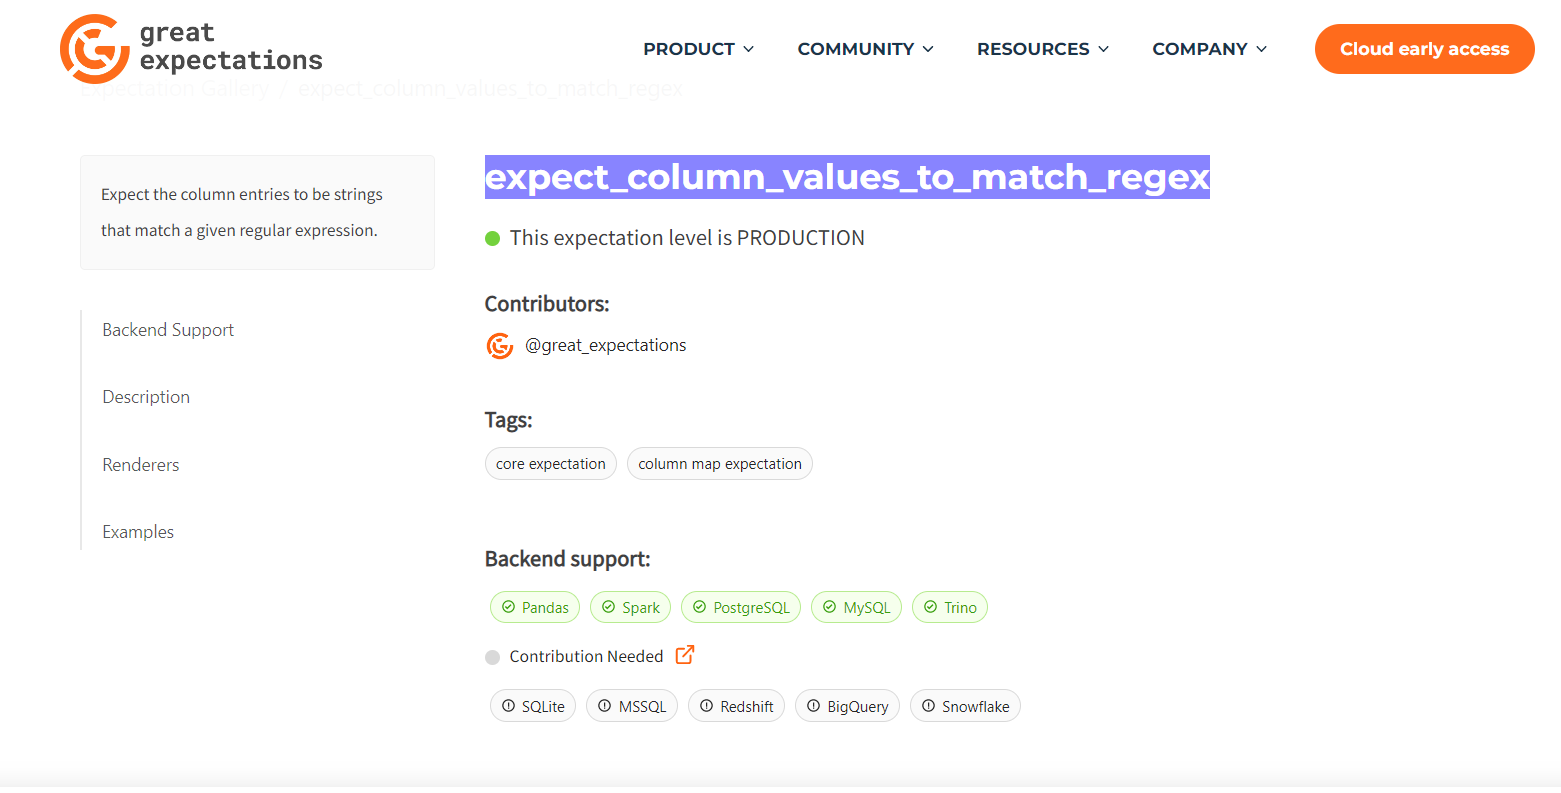 great
expectations
PRODUCT
COMMUNITY
RESOURCES
COMPANY
Cloud early access
Expectation Gallery / expect_column_values_to_match_regex
Expect the column entries to be strings
that match a given regular expression.
Backend Support
Description
Renderers
Examples
expect_column_values_to_match_regex
This expectation level is PRODUCTION
Contributors:
@great_expectations
Tags:
core expectation
column map expectation
Backend support:
Pandas
Spark
PostgreSQL
MySQL
Trino
Contribution Needed
SQLite
MSSQL
Redshift
BigQuery
Snowflake